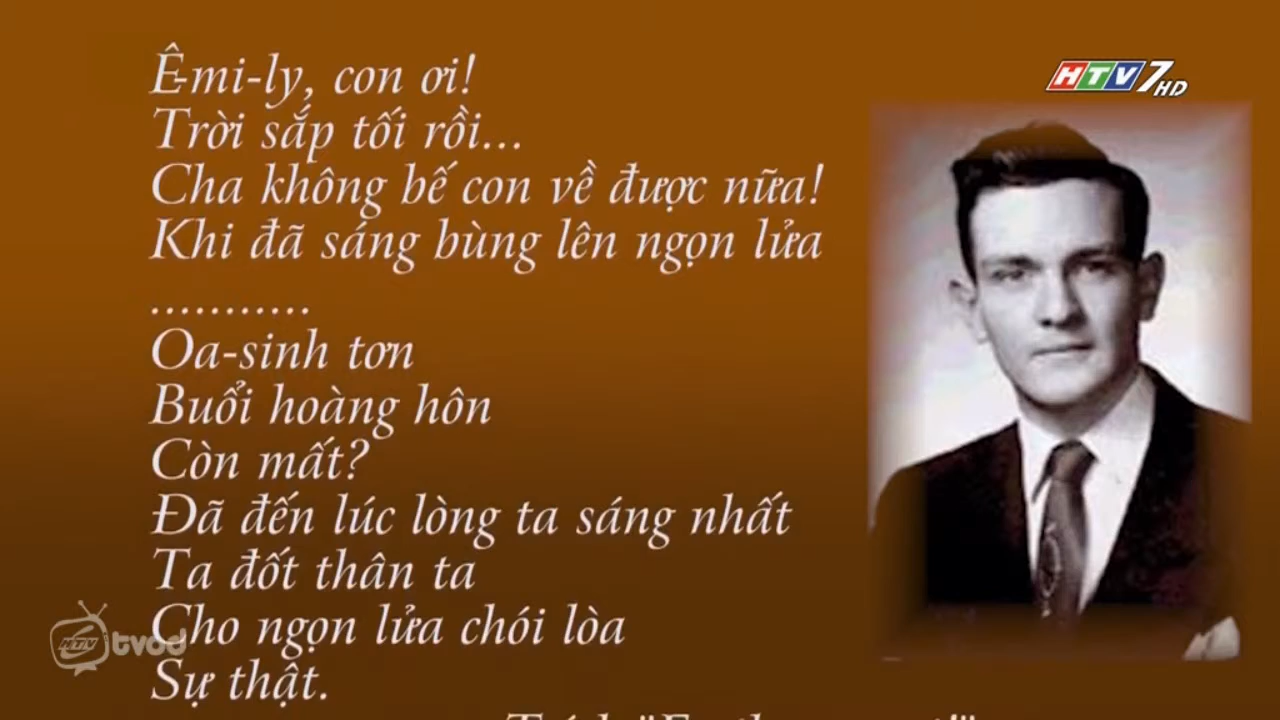 HTV7 HD
Ê-mi-ly, con ơi!
Trời sắp tối rồi...
Cha không bế con về được nữa!
Khi đã sáng bùng lên ngọn lửa
...........
Oa-sinh tơn
Buổi hoàng hôn
Còn mất?
Đã đến lúc lòng ta sáng nhất
Ta đốt thân ta
Cho ngọn lửa chói lòa
Sự thật.
HTV tvod